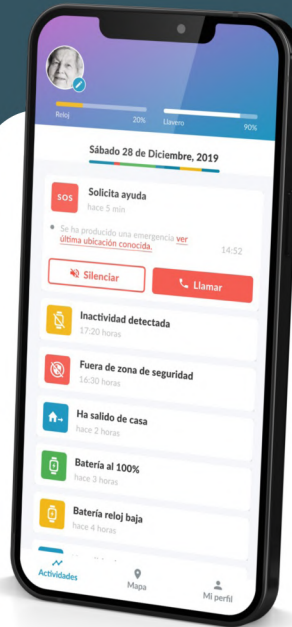 Reloj 20% Llavero 90%
Sábado 28 de Diciembre, 2019
SOS
Solicita ayuda
hace 5 min
Se ha producido una emergencia ver
última ubicación conocida.
14:52
Silenciar
Llamar
Inactividad detectada
17:20 horas
Fuera de zona de seguridad
16:30 horas
Ha salido de casa
hace 2 horas
Batería al 100%
hace 3 horas
Batería reloj baja
hace 4 horas
Actividades
Mapa
Mi perfil